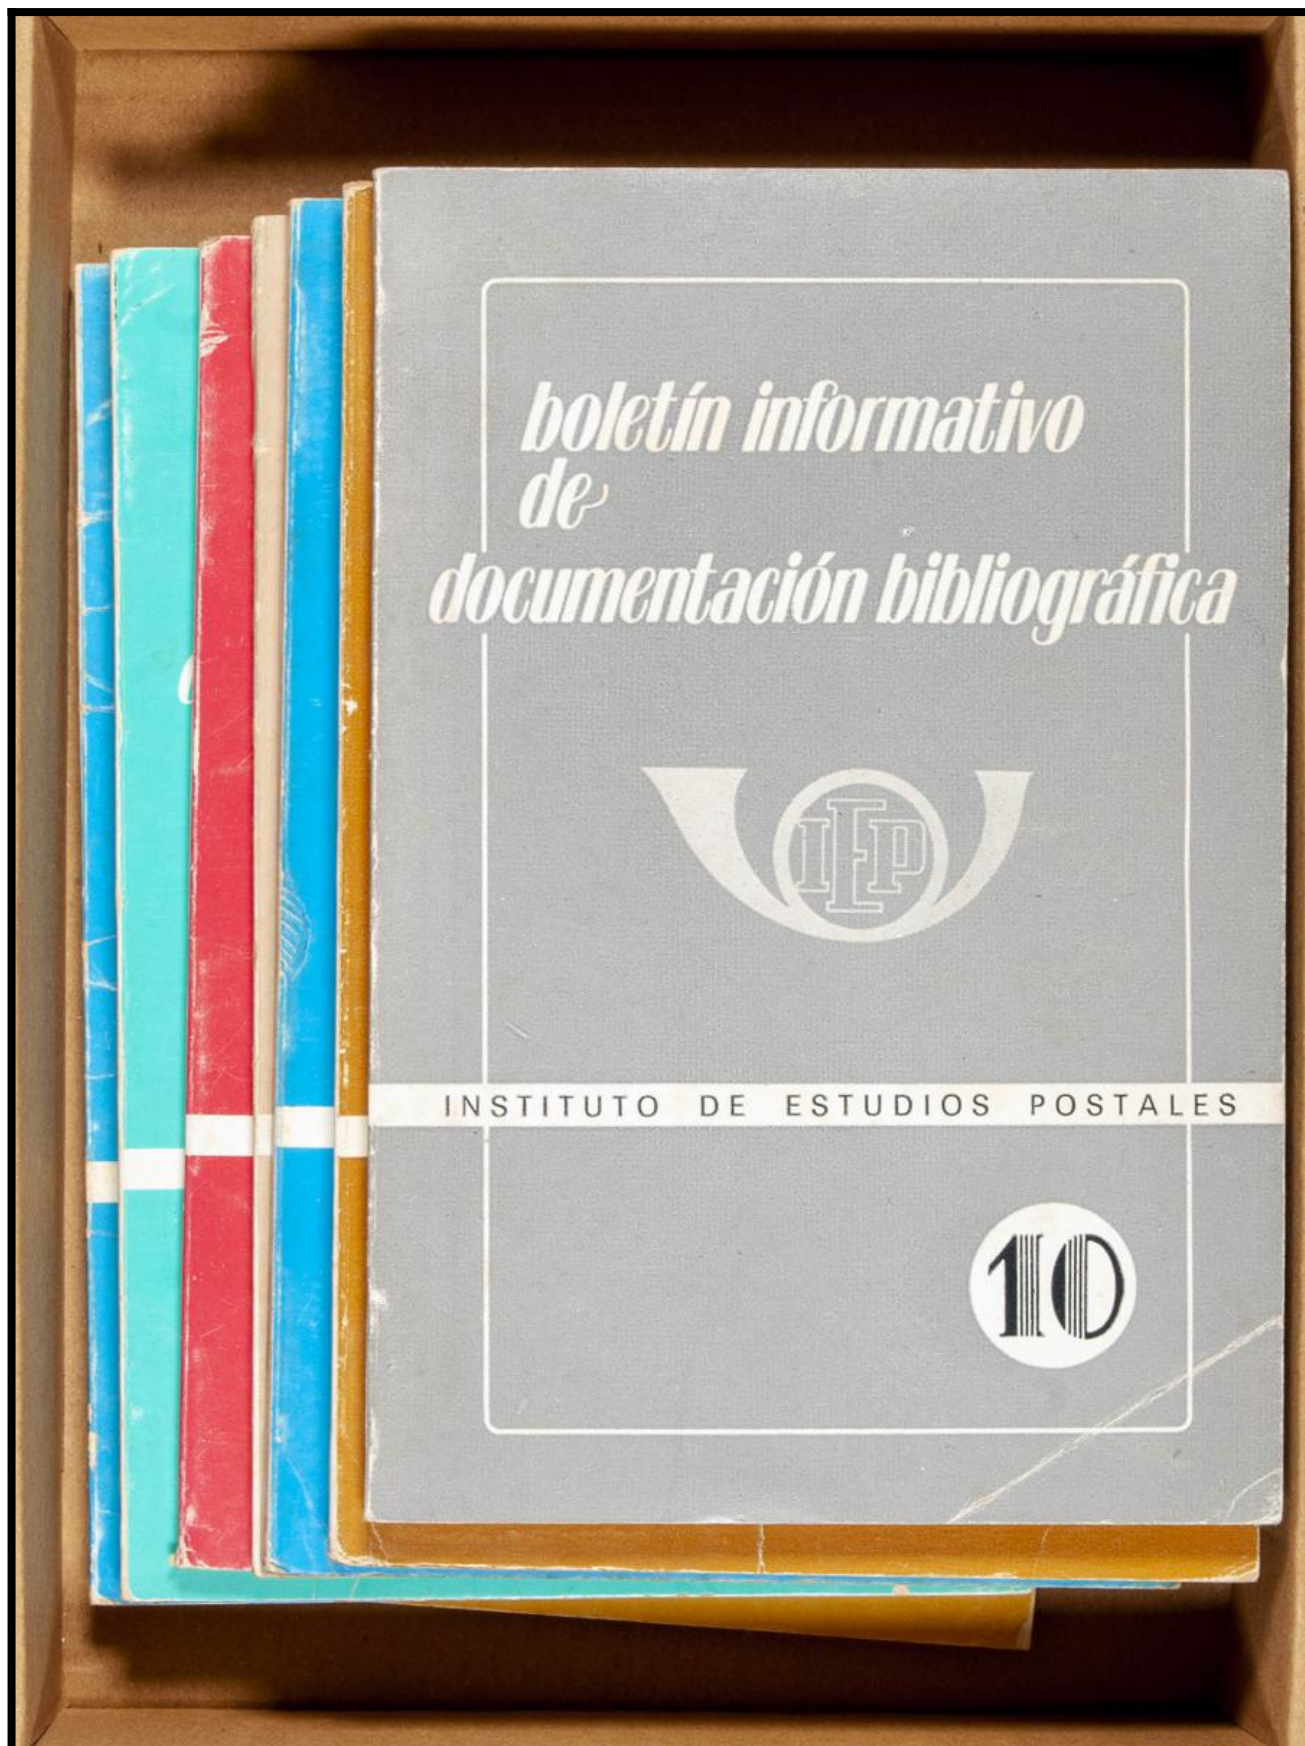 boletín informativo
de
documentación bibliográfica
IEP
INSTITUTO DE ESTUDIOS POSTALES
10